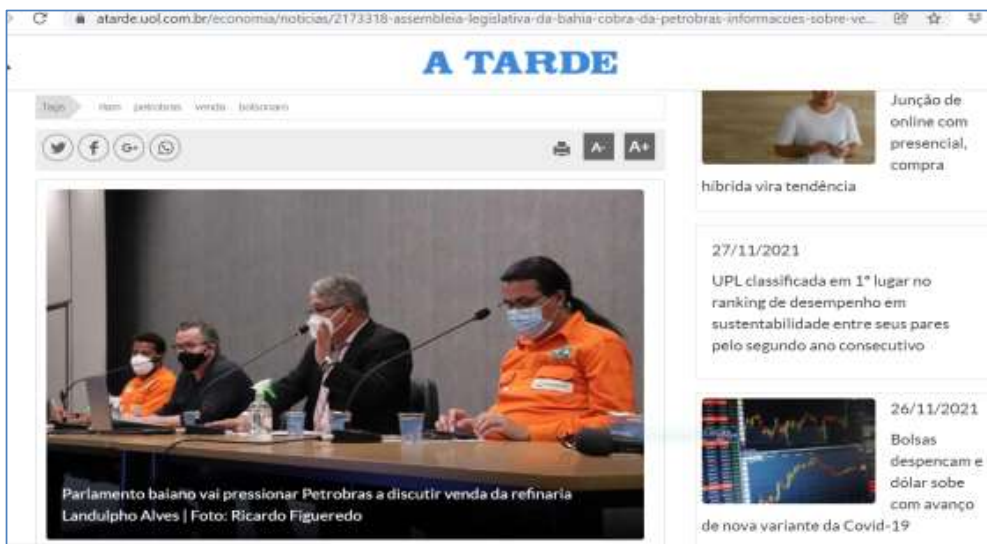 atarde.uol.com.br/economia/noticias/2173318-assembleia-legislativa-da-bahia-cobra-da-petrobras-informacoes-sobre-ve...
A TARDE
Tags rlam petrobras venda bolsonaro
A- A+
Parlamento baiano vai pressionar Petrobras a discutir venda da refinaria
Landulpho Alves | Foto: Ricardo Figueredo
Junção de
online com
presencial,
compra
híbrida vira tendência
27/11/2021
UPL classificada em 1º lugar no
ranking de desempenho em
sustentabilidade entre seus pares
pelo segundo ano consecutivo
26/11/2021
Bolsas
despencam e
dólar sobe
com avanço
de nova variante da Covid-19